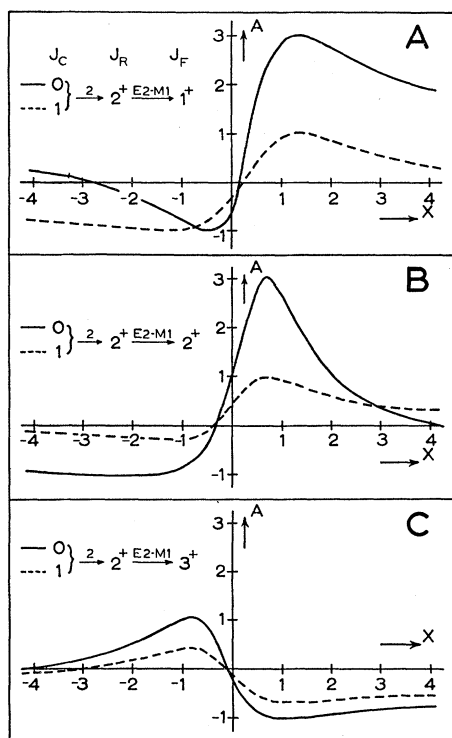 A
3
A
J_C J_R J_F
0
1 } 2→ 2⁺ E2-M1→ 1⁺
2
1
-4 -3 -2 -1 0 1 2 3 4
→ X
-1
B
3
A
0
1 } 2→ 2⁺ E2-M1→ 2⁺
2
1
-4 -3 -2 -1 0 1 2 3 4
→ X
-1
C
3
A
0
1 } 2→ 2⁺ E2-M1→ 3⁺
2
1
→ X
-4 -3 -2 -1 0 1 2 3 4
-1